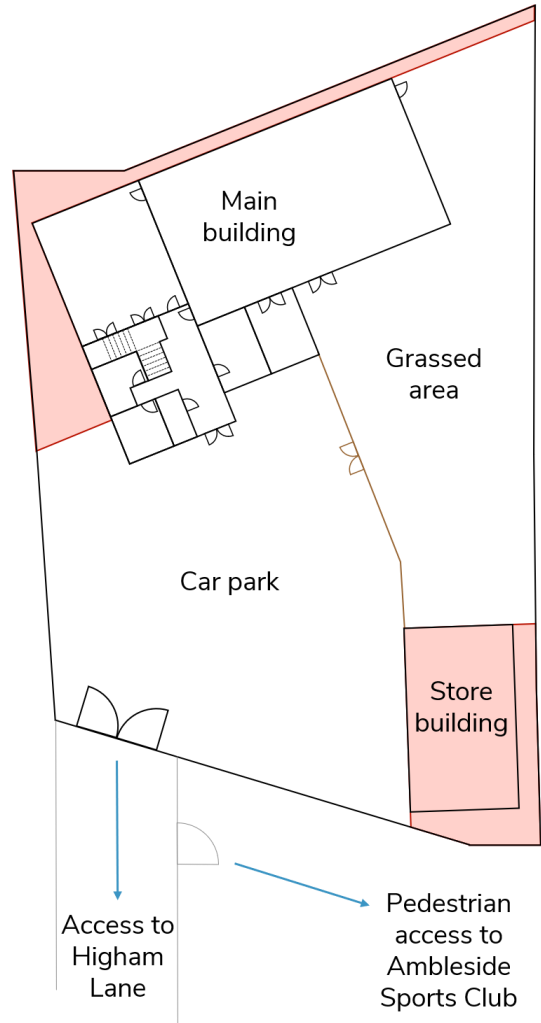 Main
building
Grassed
area
Car park
Store
building
Access to
Higham
Lane
Pedestrian
access to
Ambleside
Sports Club